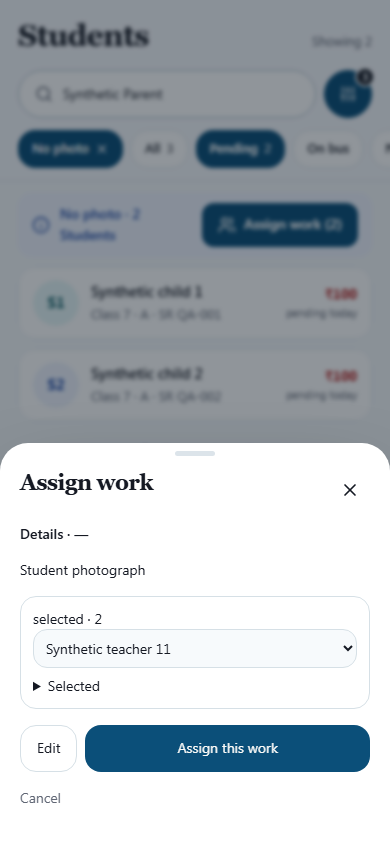 Students
Showing 2
Synthetic Parent
No photo ×
All 3
Pending 2
On bus
No photo · 2
Students
Assign work (2)
S1
Synthetic child 1
Class 7 · A · SR QA-001
₹100
pending today
S2
Synthetic child 2
Class 7 · A · SR QA-002
₹100
pending today
Assign work
Details · —
Student photograph
selected · 2
Synthetic teacher 11
Selected
Edit
Assign this work
Cancel